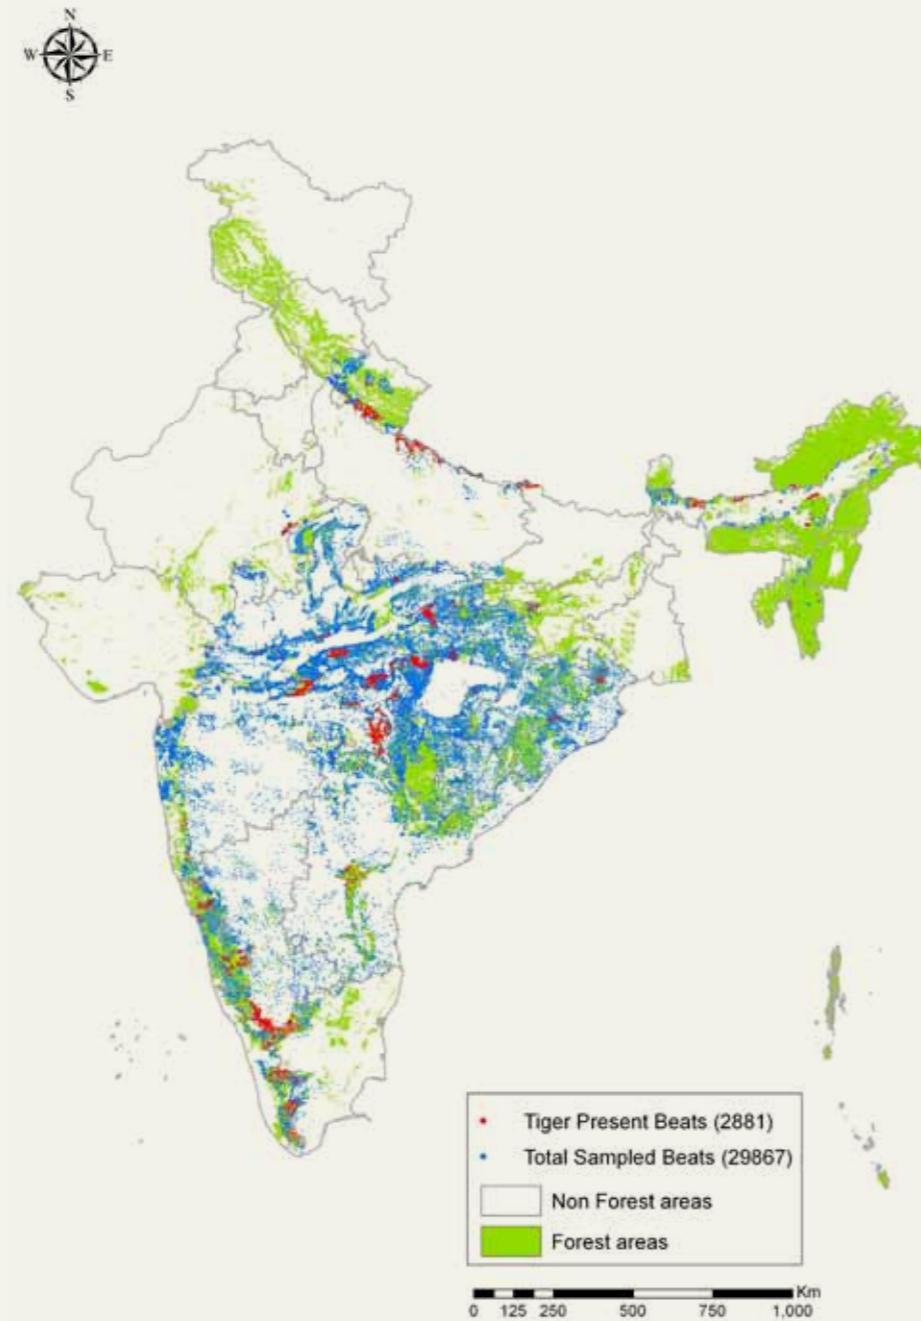 N
W E
S
Tiger Present Beats (2881)
Total Sampled Beats (29867)
Non Forest areas
Forest areas
Km
0 125 250 500 750 1,000